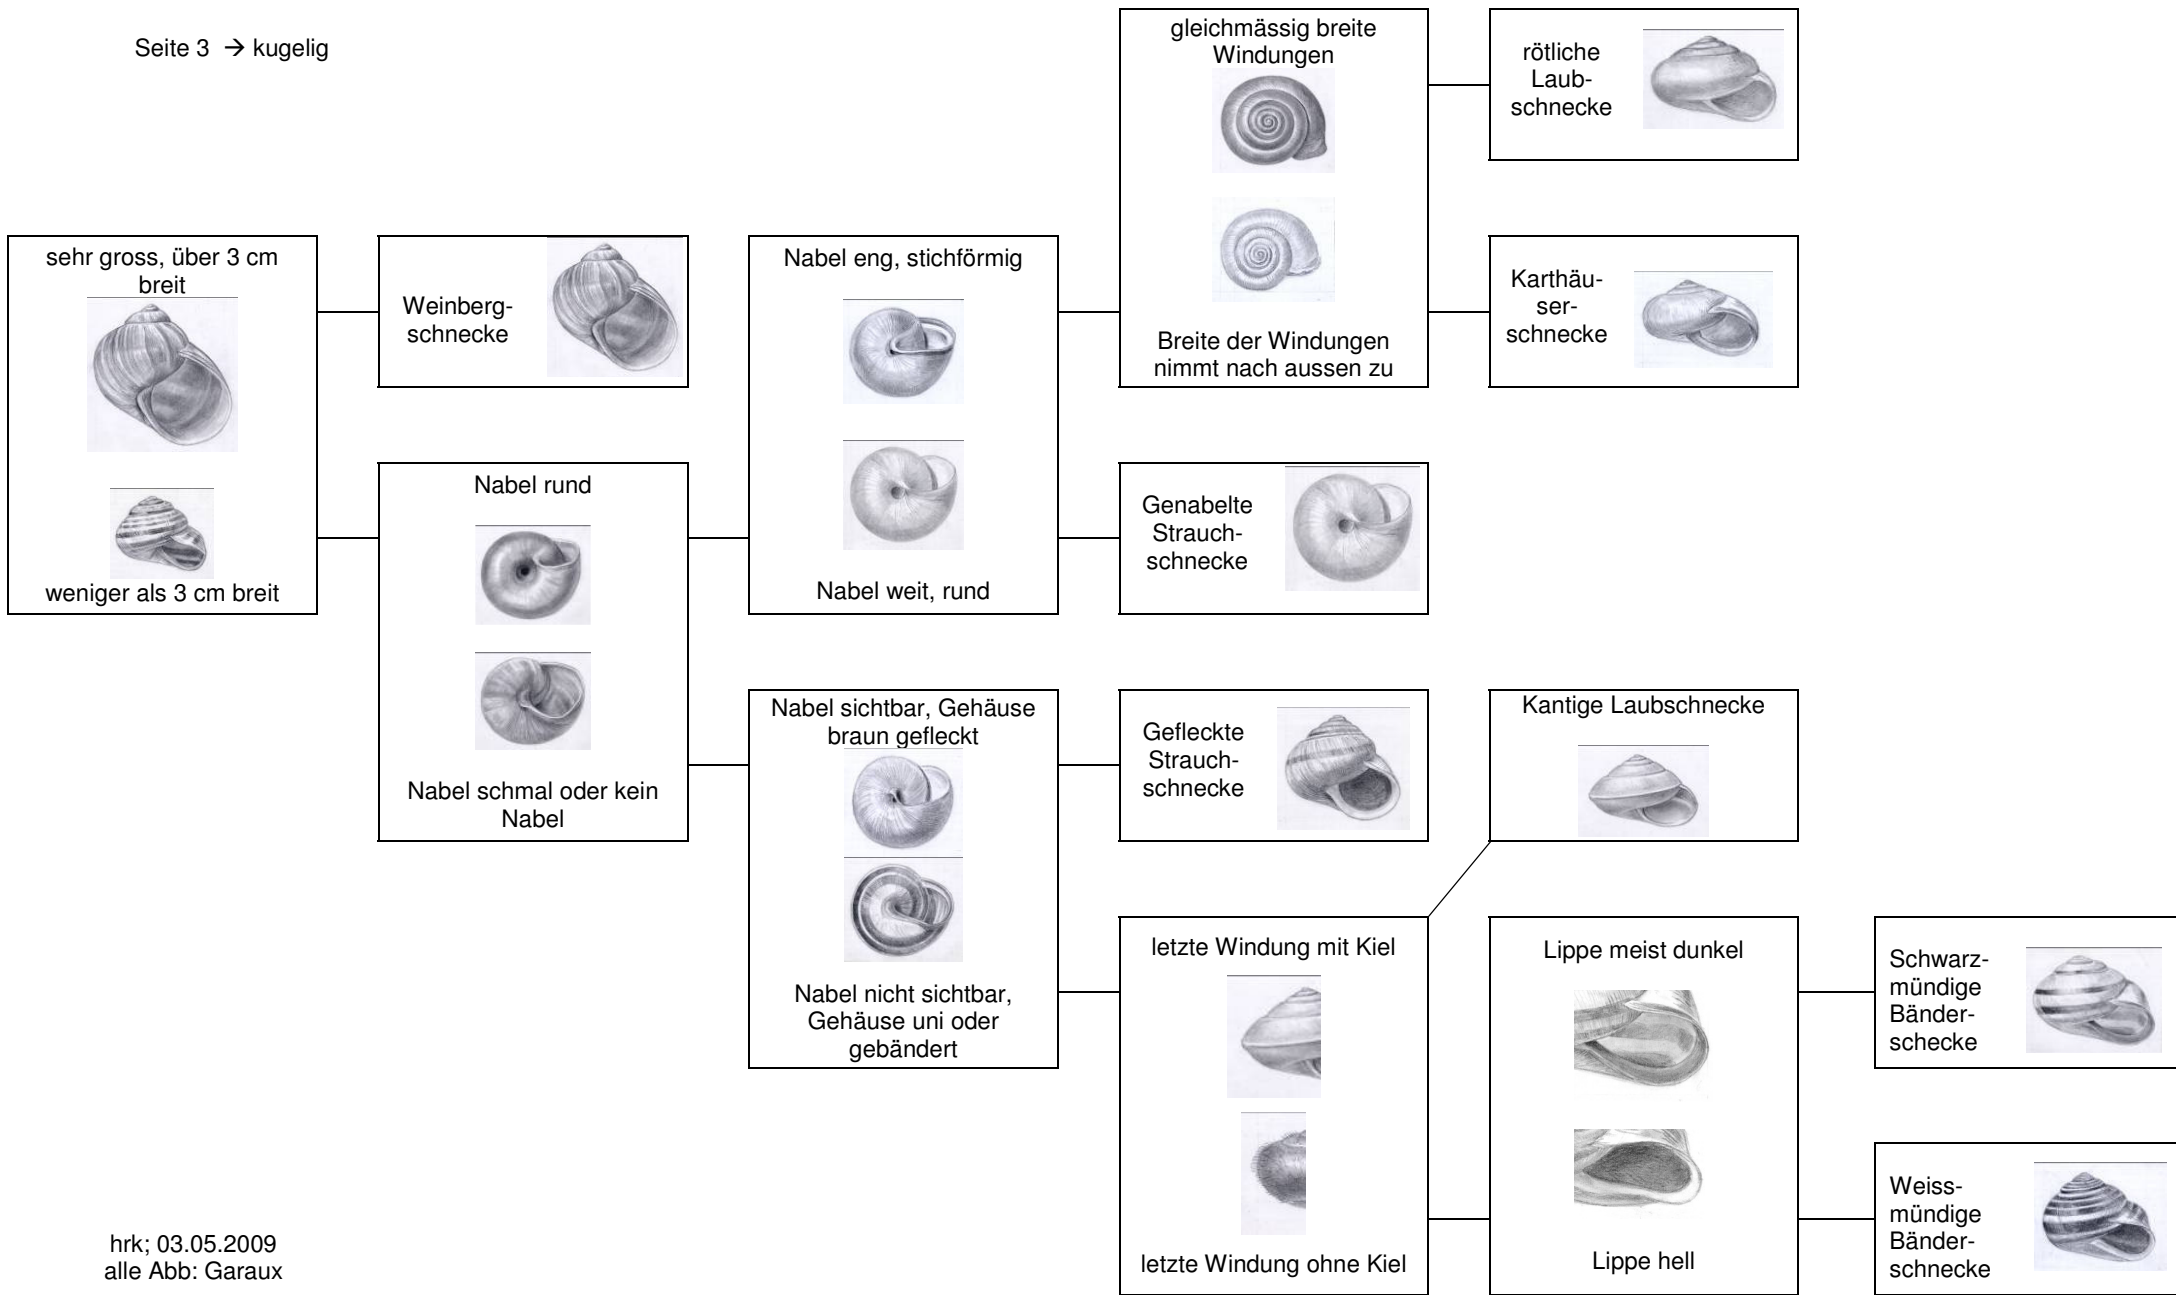 Seite 3 → kugelig
sehr gross, über 3 cm
breit
weniger als 3 cm breit
Weinberg-
schnecke
Nabel rund
Nabel schmal oder kein
Nabel
Nabel eng, stichförmig
Nabel weit, rund
Nabel sichtbar, Gehäuse
braun gefleckt
Nabel nicht sichtbar,
Gehäuse uni oder
gebändert
gleichmässig breite
Windungen
Breite der Windungen
nimmt nach aussen zu
Genabelte
Strauch-
schnecke
Gefleckte
Strauch-
schnecke
letzte Windung mit Kiel
letzte Windung ohne Kiel
rötliche
Laub-
schnecke
Karthäu-
ser-
schnecke
Kantige Laubschnecke
Lippe meist dunkel
Lippe hell
Schwarz-
mündige
Bänder-
schecke
Weiss-
mündige
Bänder-
schnecke
hrk; 03.05.2009
alle Abb: Garaux